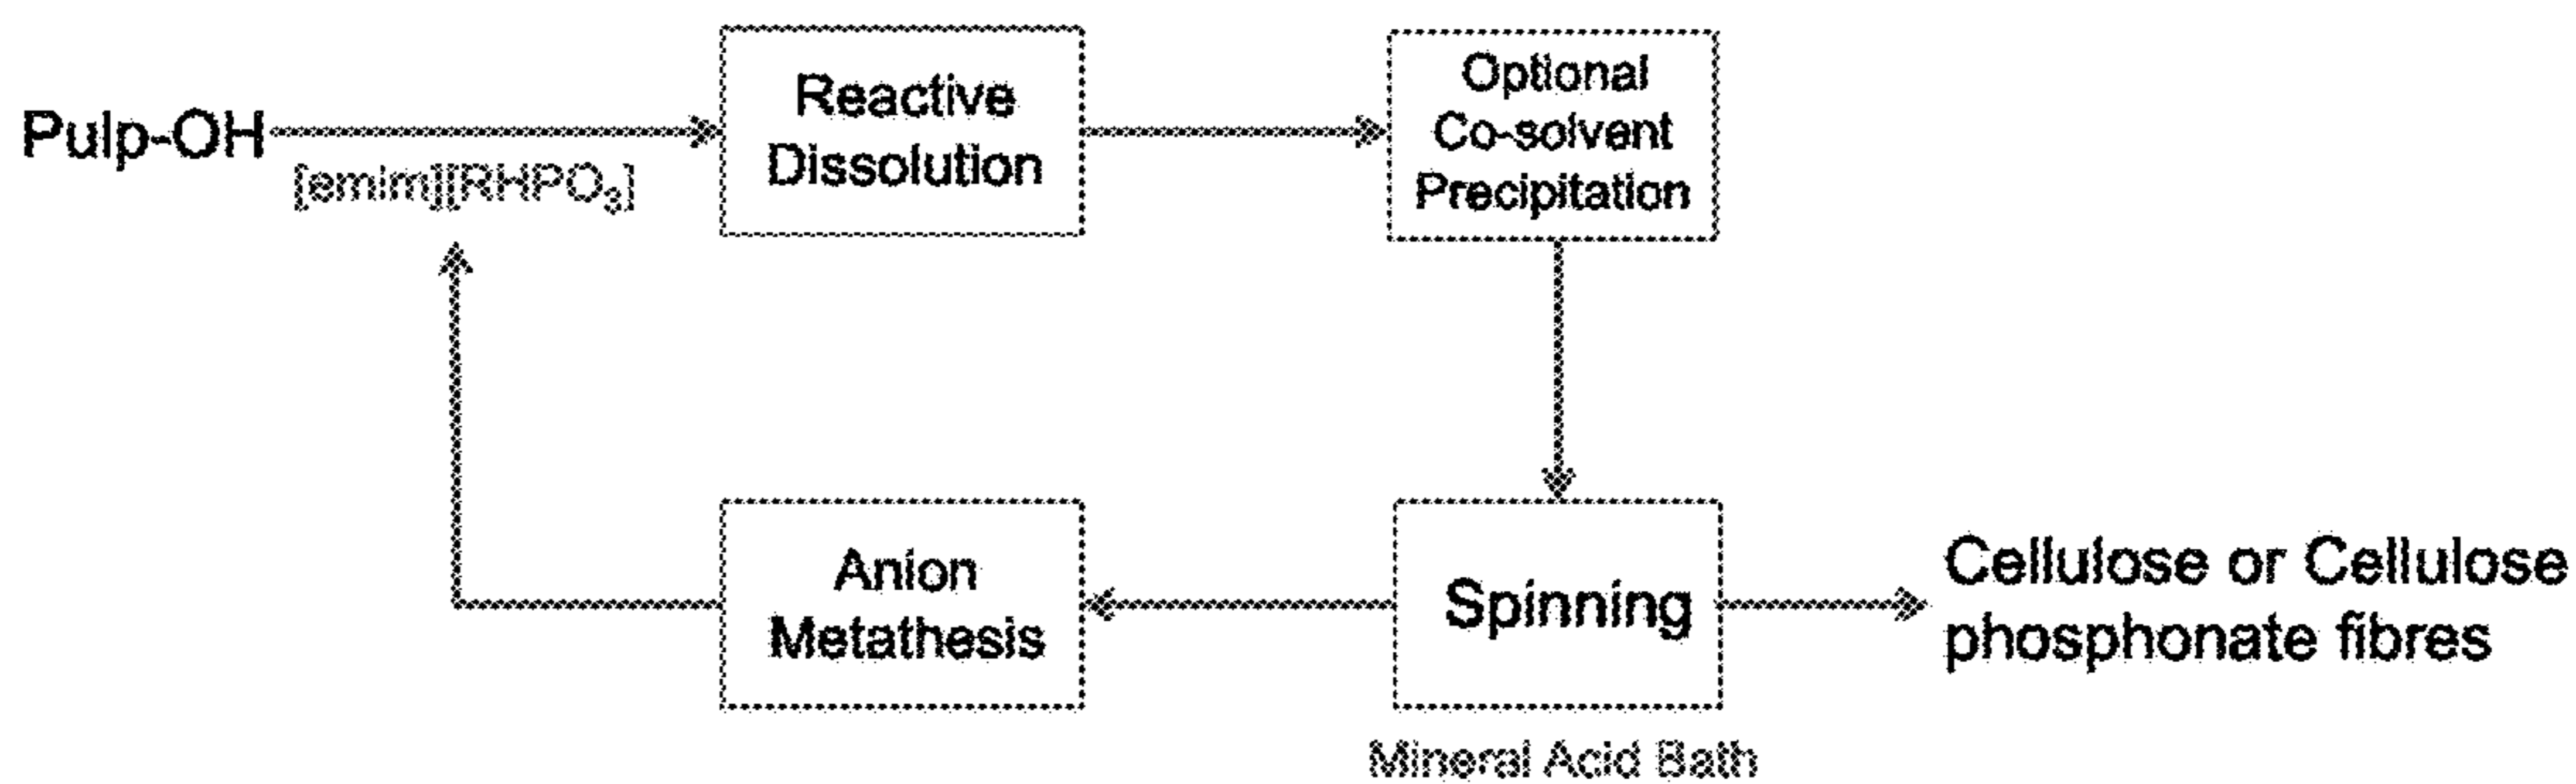 Pulp-OH
[emim][RHPO₃]
Reactive
Dissolution
Optional
Co-solvent
Precipitation
Anion
Metathesis
Spinning
Mineral Acid Bath
Cellulose or Cellulose
phosphonate fibres